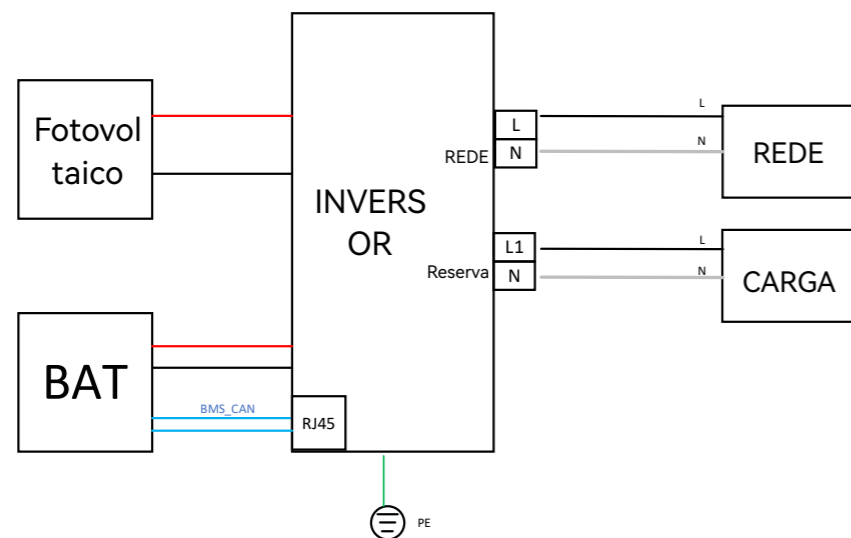 Fotovol
taico
BAT
BMS_CAN
RJ45
INVERS
OR
REDE
L
N
Reserva
L1
N
L
N
REDE
L
N
CARGA
PE